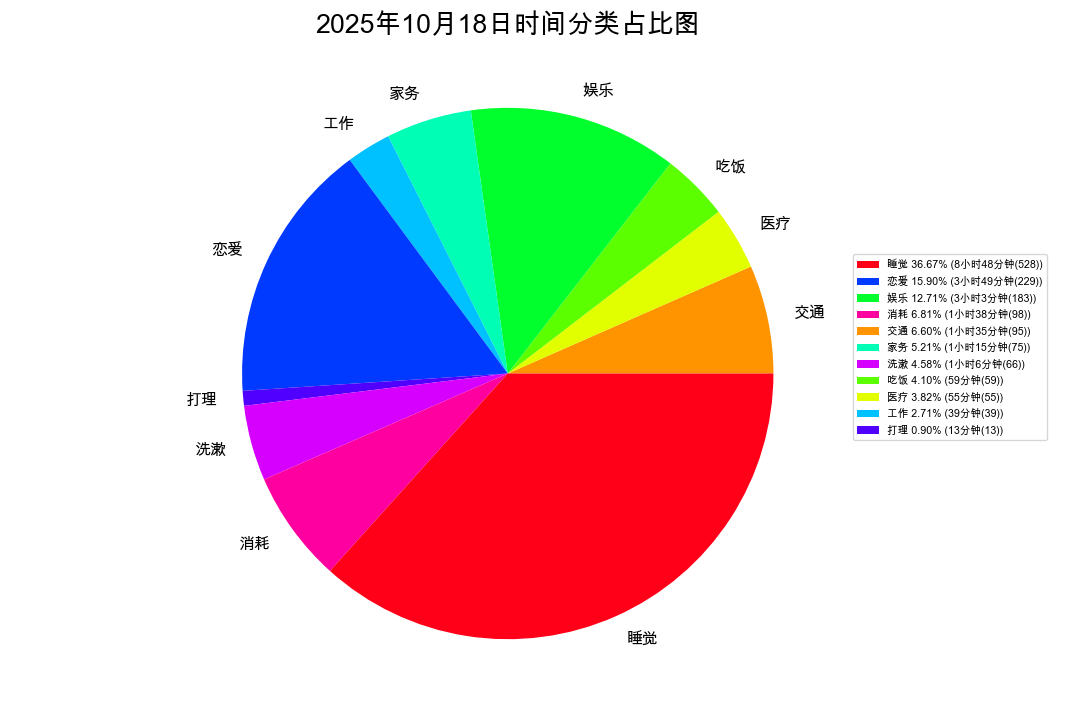 2025年10月18日时间分类占比图
娱乐
家务
工作
吃饭
医疗
恋爱
交通
打理
洗漱
消耗
睡觉
睡觉 36.67% (8小时48分钟(528))
恋爱 15.90% (3小时49分钟(229))
娱乐 12.71% (3小时3分钟(183))
消耗 6.81% (1小时38分钟(98))
交通 6.60% (1小时35分钟(95))
家务 5.21% (1小时15分钟(75))
洗漱 4.58% (1小时6分钟(66))
吃饭 4.10% (59分钟(59))
医疗 3.82% (55分钟(55))
工作 2.71% (39分钟(39))
打理 0.90% (13分钟(13))